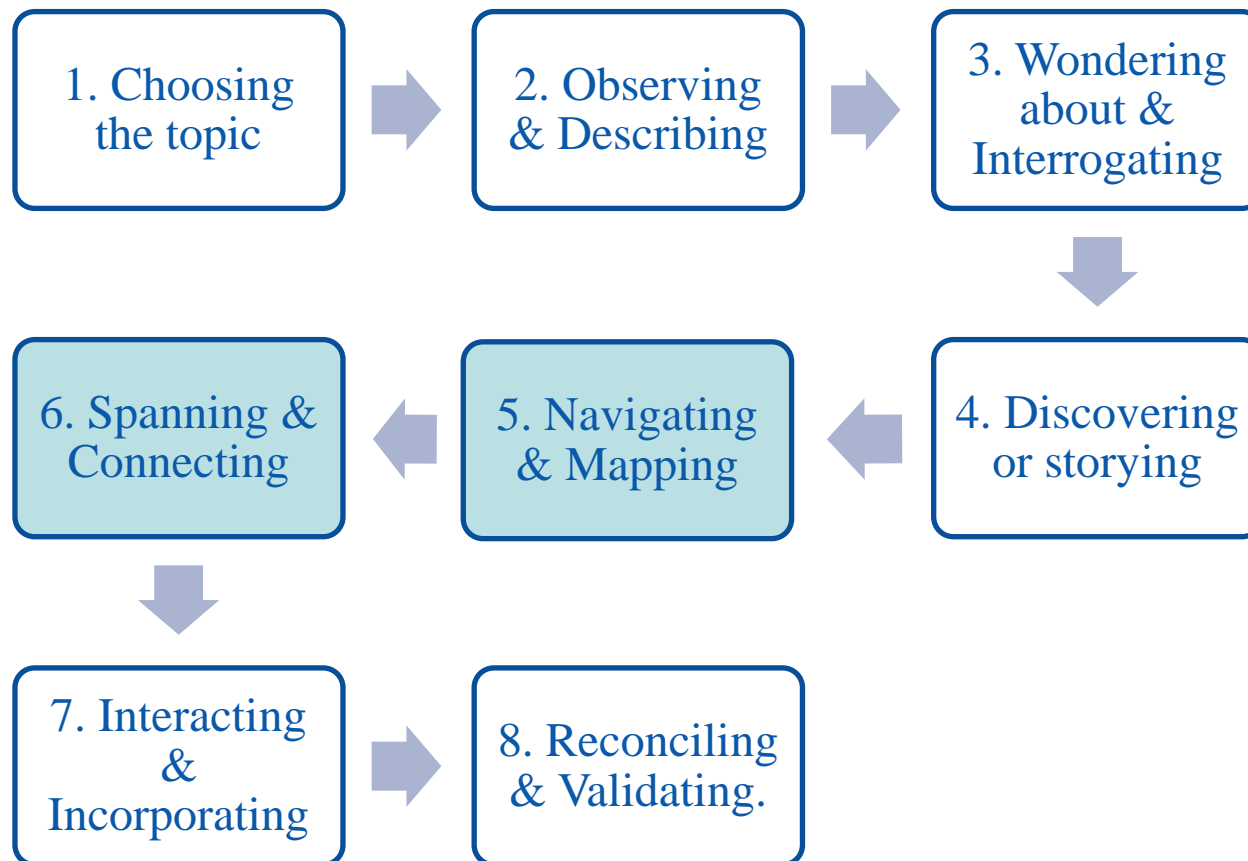 1. Choosing
the topic
2. Observing
& Describing
3. Wondering
about &
Interrogating
4. Discovering
or storying
5. Navigating
& Mapping
6. Spanning &
Connecting
7. Interacting
&
Incorporating
8. Reconciling
& Validating.